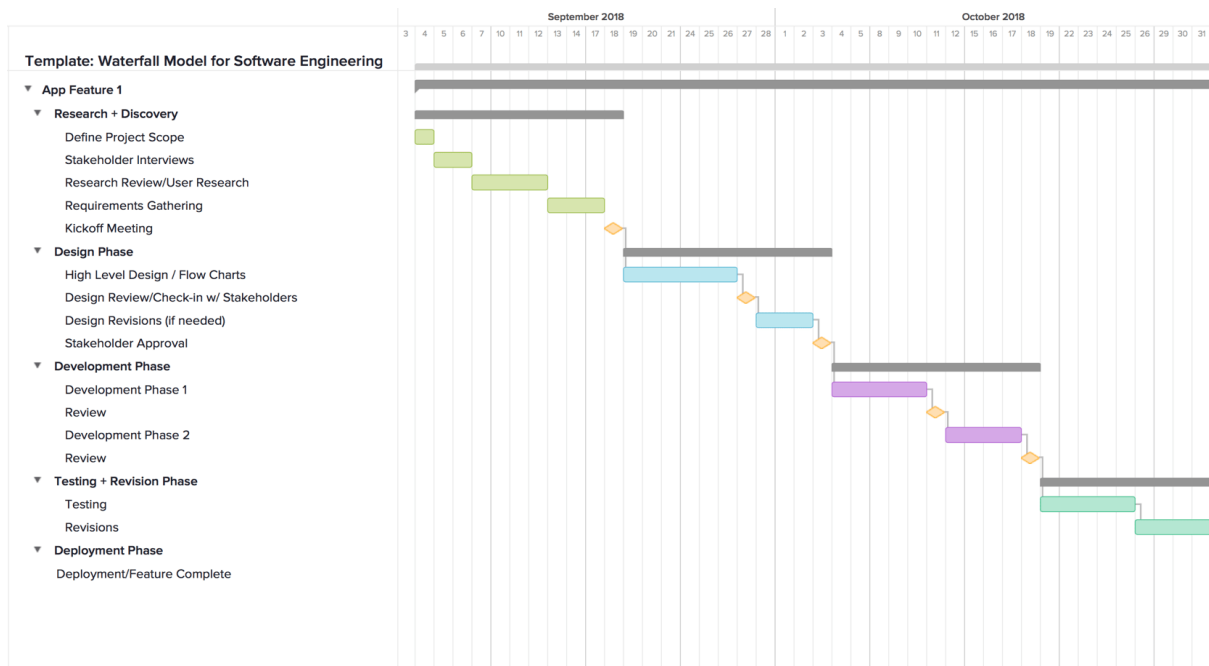 September 2018 October 2018
3 4 5 6 7 10 11 12 13 14 17 18 19 20 21 24 25 26 27 28 1 2 3 4 5 8 9 10 11 12 15 16 17 18 19 22 23 24 25 26 29 30 31
Template: Waterfall Model for Software Engineering
App Feature 1
Research + Discovery
Define Project Scope
Stakeholder Interviews
Research Review/User Research
Requirements Gathering
Kickoff Meeting
Design Phase
High Level Design / Flow Charts
Design Review/Check-in w/ Stakeholders
Design Revisions (if needed)
Stakeholder Approval
Development Phase
Development Phase 1
Review
Development Phase 2
Review
Testing + Revision Phase
Testing
Revisions
Deployment Phase
Deployment/Feature Complete